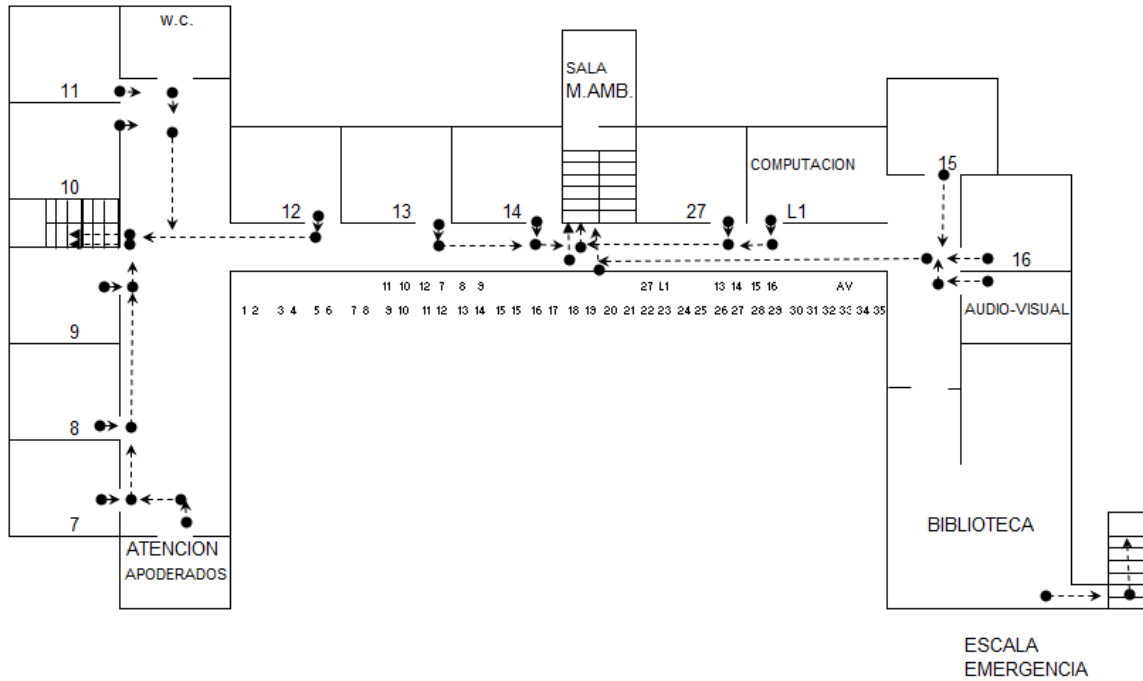 W.C.
SALA
M.AMB.
11
COMPUTACION
15
10
12
13
14
27
L1
16
11 10 12 7 8 9 27 L1 13 14 15 16 AV
AUDIO-VISUAL
1 2 3 4 5 6 7 8 9 10 11 12 13 14 15 15 16 17 18 19 20 21 22 23 24 25 26 27 28 29 30 31 32 33 34 35
9
8
7
BIBLIOTECA
ATENCION
APODERADOS
ESCALA
EMERGENCIA